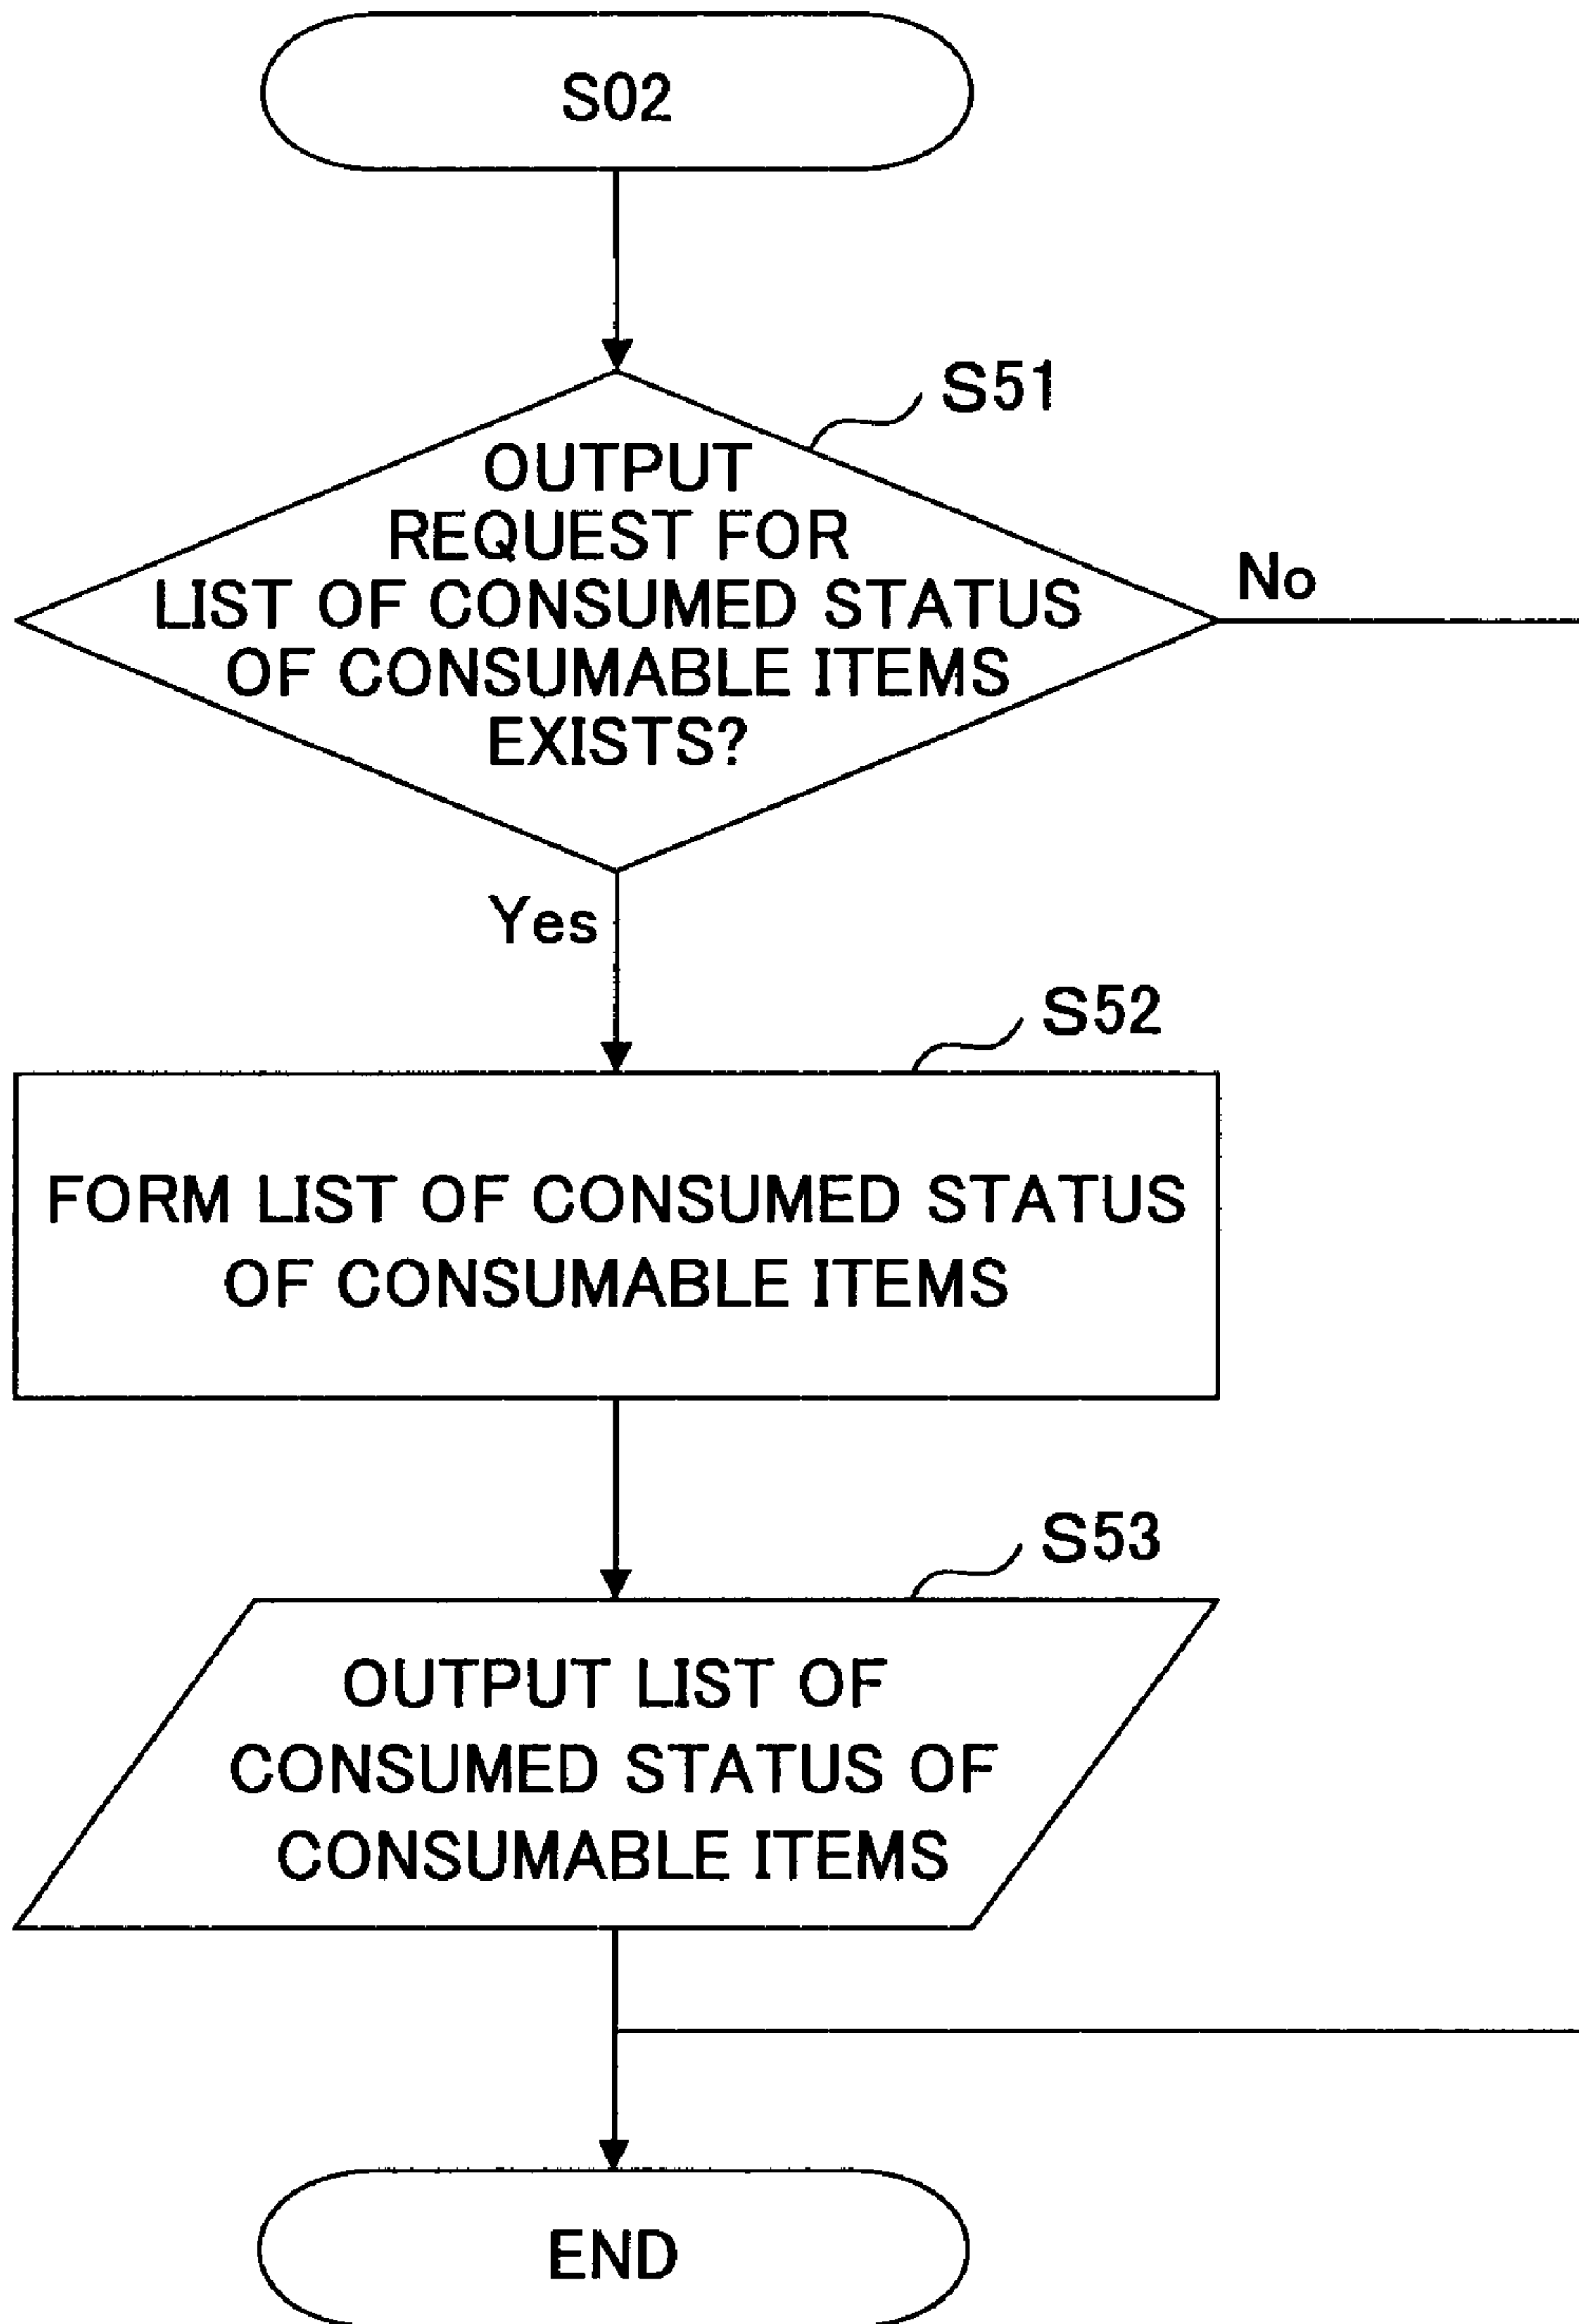 S02
S51
OUTPUT
REQUEST FOR
LIST OF CONSUMED STATUS
OF CONSUMABLE ITEMS
EXISTS?
No
Yes
S52
FORM LIST OF CONSUMED STATUS
OF CONSUMABLE ITEMS
S53
OUTPUT LIST OF
CONSUMED STATUS OF
CONSUMABLE ITEMS
END